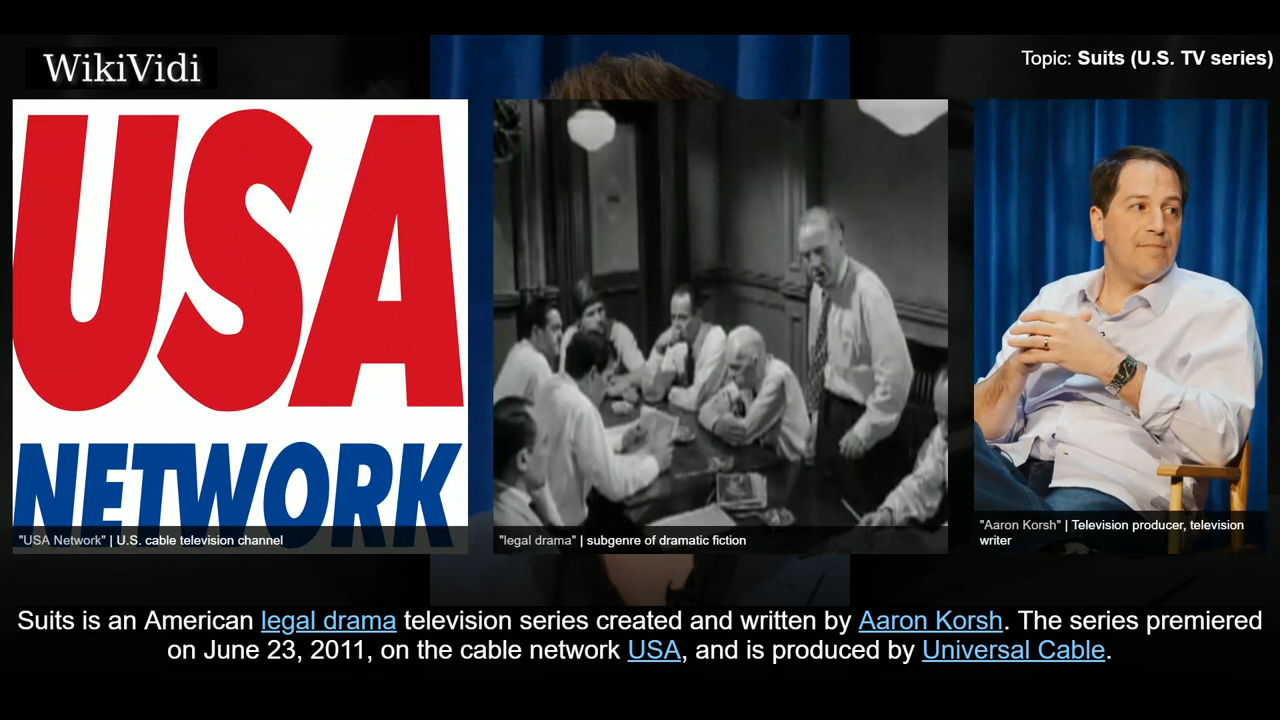 WikiVidi
Topic: Suits (U.S. TV series)
USA
NETWORK
"USA Network" | U.S. cable television channel
"legal drama" | subgenre of dramatic fiction
"Aaron Korsh" | Television producer, television
writer
Suits is an American legal drama television series created and written by Aaron Korsh. The series premiered
on June 23, 2011, on the cable network USA, and is produced by Universal Cable.